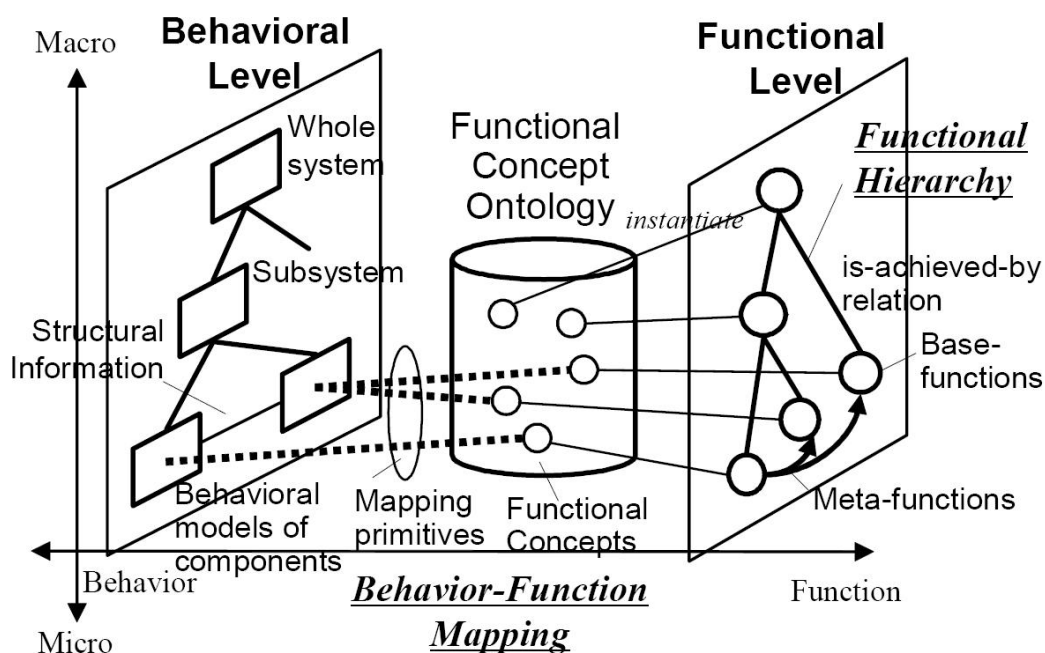 Macro
Behavioral
Level
Functional
Level
Whole
system
Functional
Concept
Ontology
Functional
Hierarchy
instantiate
Subsystem
is-achieved-by
relation
Structural
Information
Base-
functions
Behavioral
models of
components
Mapping
primitives
Functional
Concepts
Meta-functions
Behavior
Behavior-Function
Mapping
Function
Micro